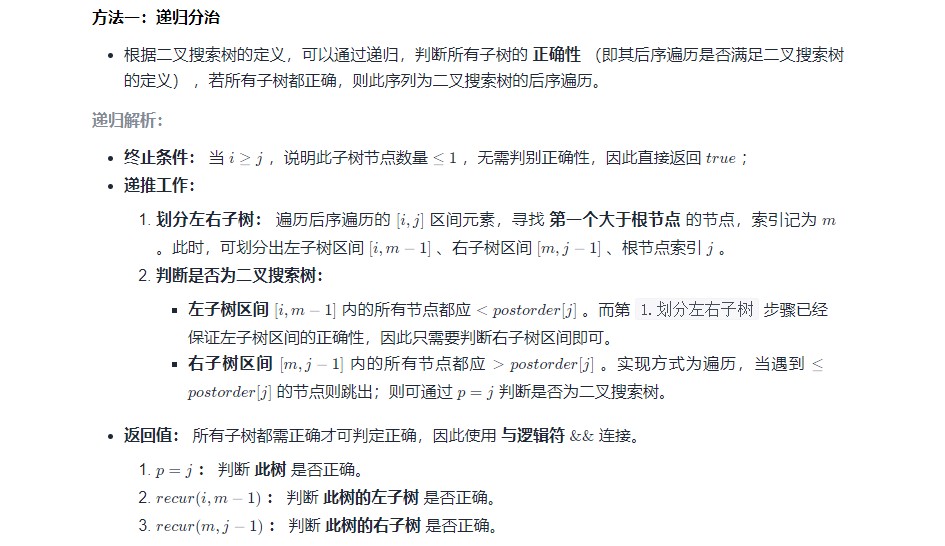 方法一：递归分治
• 根据二叉搜索树的定义，可以通过递归，判断所有子树的 正确性 （即其后序遍历是否满足二叉搜索树
的定义） ，若所有子树都正确，则此序列为二叉搜索树的后序遍历。
递归解析：
• 终止条件： 当 i ≥ j ，说明此子树节点数量 ≤ 1 ，无需判别正确性，因此直接返回 true ；
• 递推工作：
1. 划分左右子树： 遍历后序遍历的 [i, j] 区间元素，寻找 第一个大于根节点 的节点，索引记为 m
。此时，可划分出左子树区间 [i, m − 1] 、右子树区间 [m, j − 1] 、根节点索引 j 。
2. 判断是否为二叉搜索树：
▪ 左子树区间 [i, m − 1] 内的所有节点都应 < postorder[j] 。而第 1. 划分左右子树 步骤已经
保证左子树区间的正确性，因此只需要判断右子树区间即可。
▪ 右子树区间 [m, j − 1] 内的所有节点都应 > postorder[j] 。实现方式为遍历，当遇到 ≤
postorder[j] 的节点则跳出；则可通过 p = j 判断是否为二叉搜索树。
• 返回值： 所有子树都需正确才可判定正确，因此使用 与逻辑符 && 连接。
1. p = j ： 判断 此树 是否正确。
2. recur(i, m − 1) ： 判断 此树的左子树 是否正确。
3. recur(m, j − 1) ： 判断 此树的右子树 是否正确。